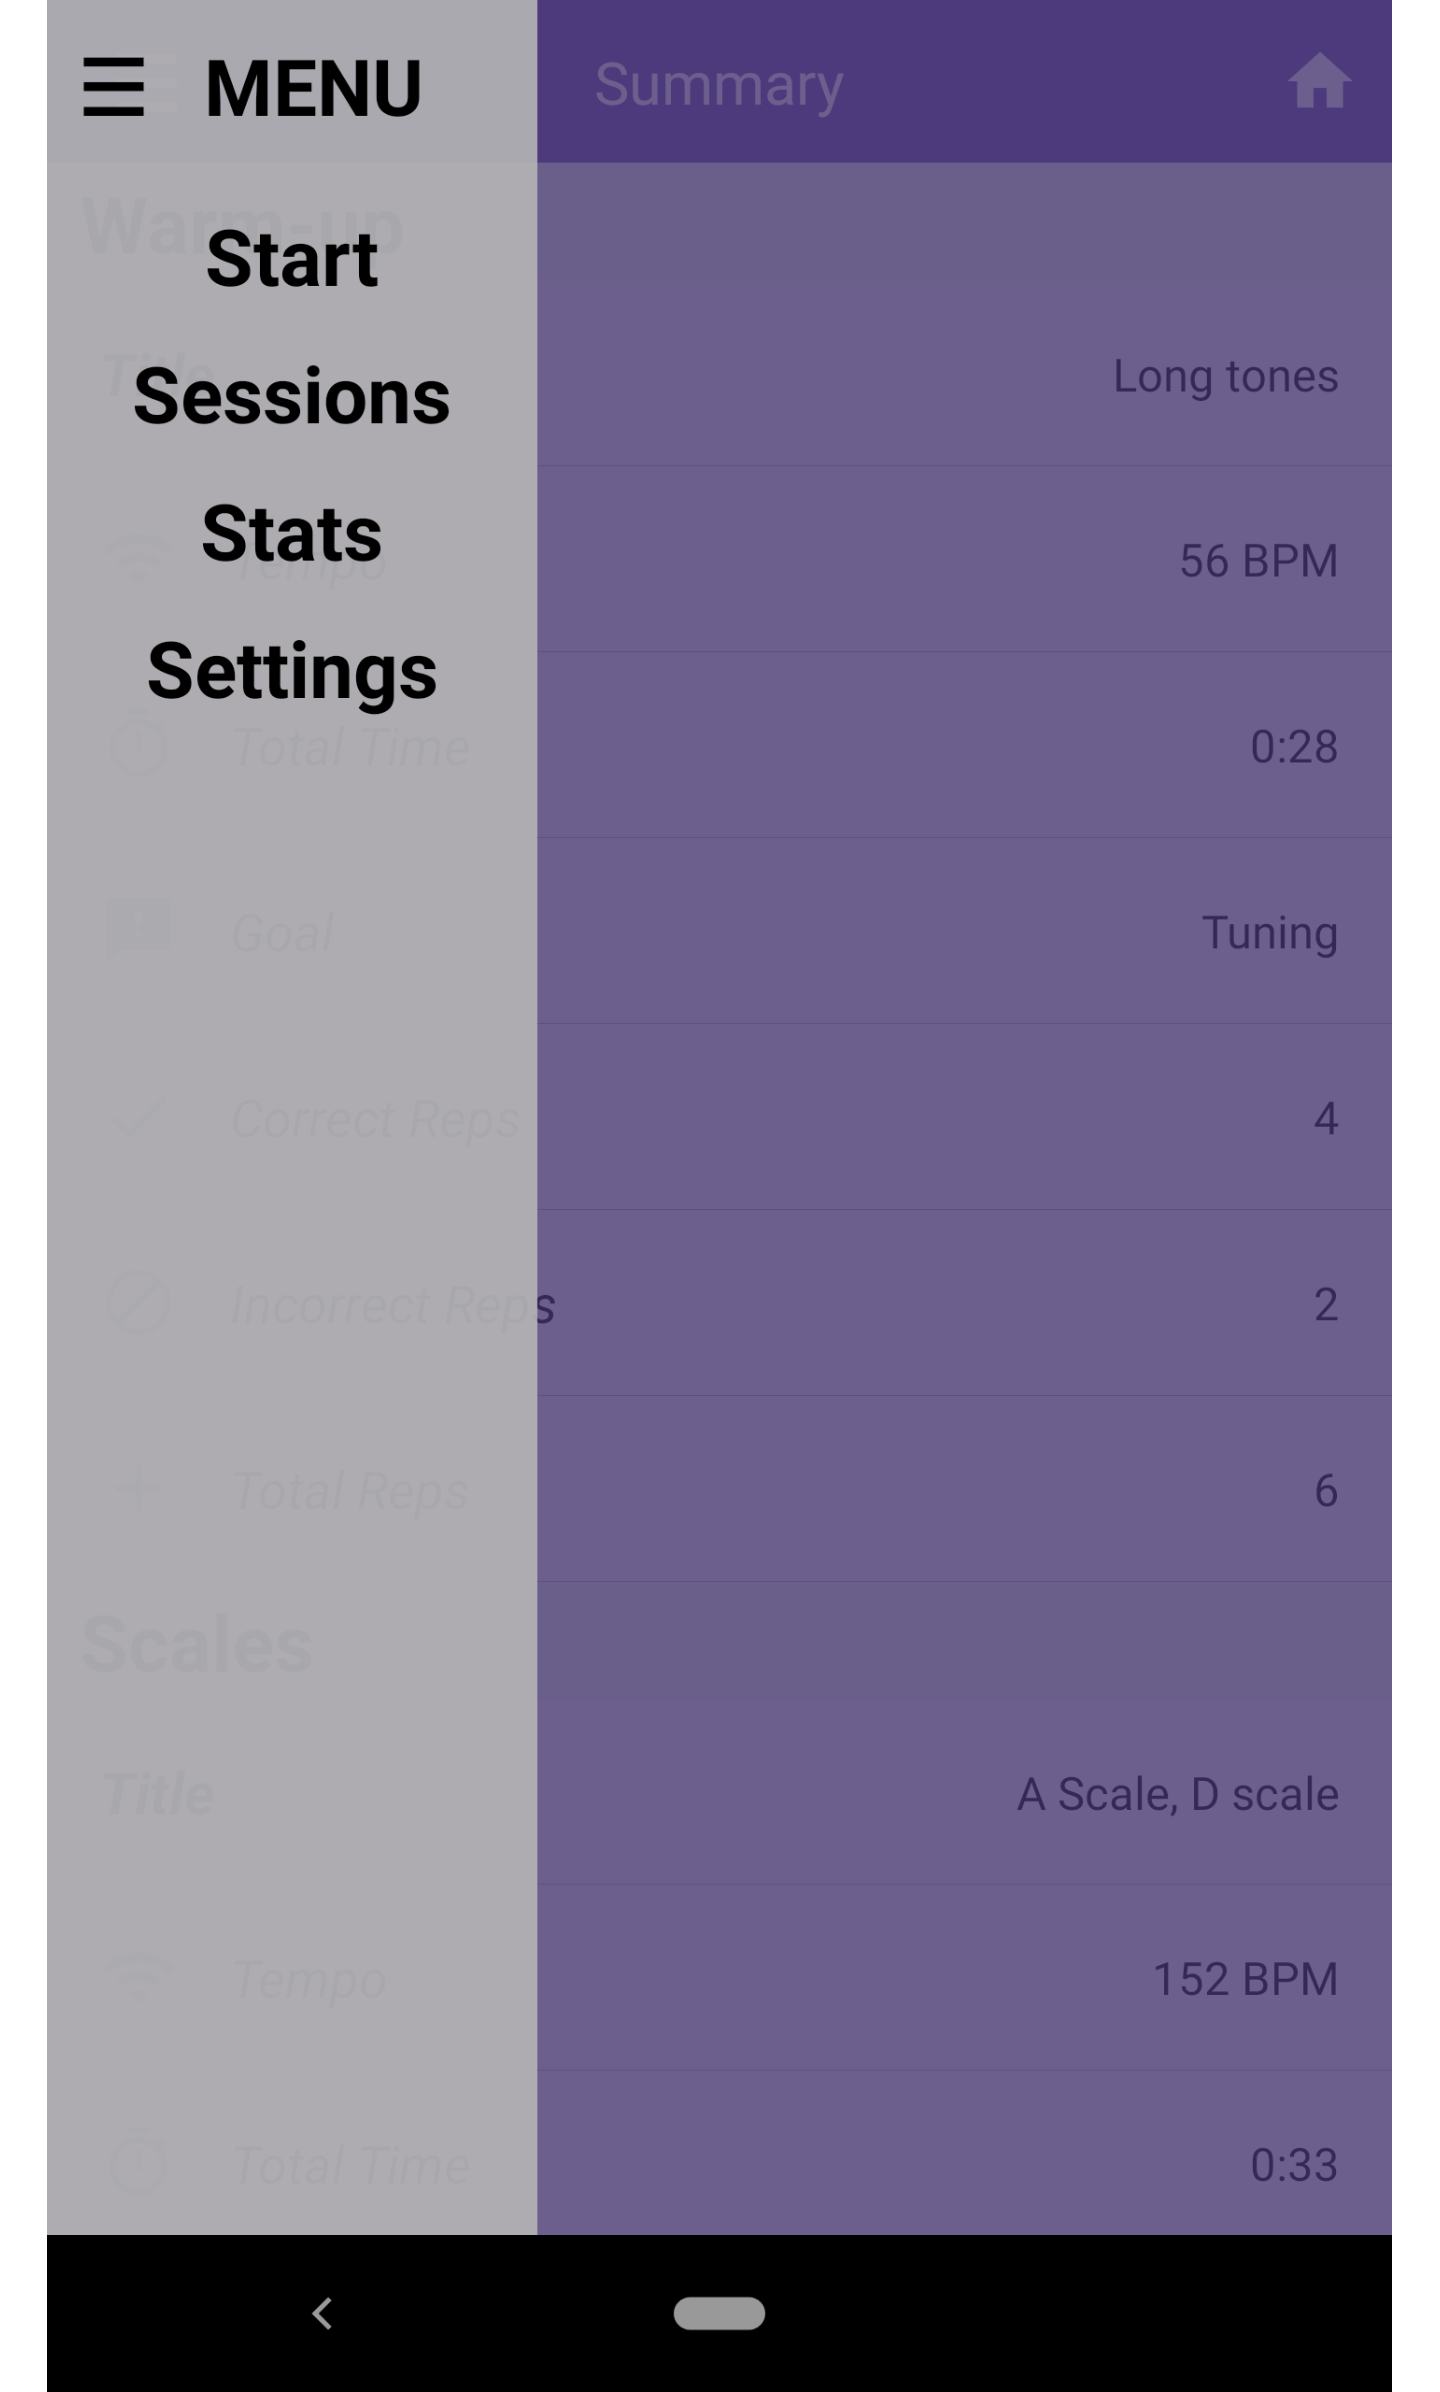 MENU Summary
Warm-up
Start
Title Long tones
Sessions
Stats
Tempo 56 BPM
Settings
Total Time 0:28
Goal Tuning
Correct Reps 4
Incorrect Reps 2
Total Reps 6
Scales
Title A Scale, D scale
Tempo 152 BPM
Total Time 0:33